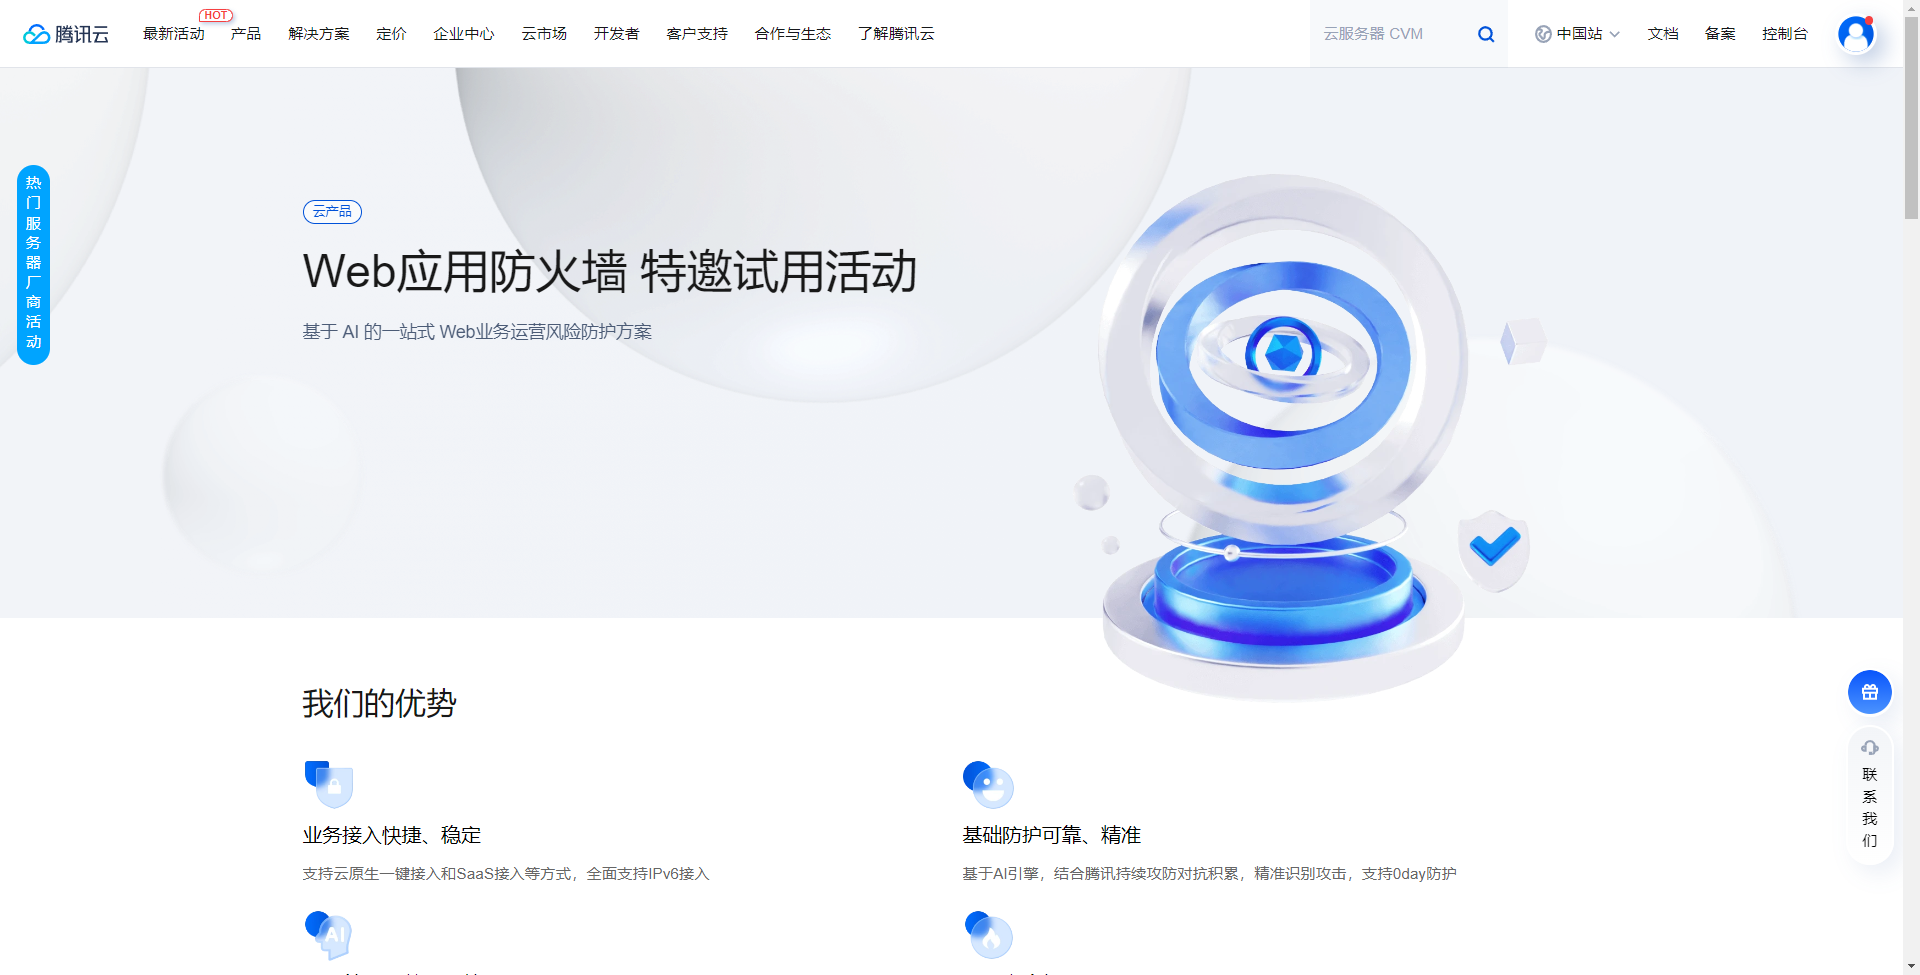 腾讯云
最新活动
HOT
产品
解决方案
定价
企业中心
云市场
开发者
客户支持
合作与生态
了解腾讯云
云服务器 CVM
中国站
文档
备案
控制台
热门服务器厂商活动
云产品
Web应用防火墙 特邀试用活动
基于 AI 的一站式 Web业务运营风险防护方案
我们的优势
业务接入快捷、稳定
支持云原生一键接入和SaaS接入等方式，全面支持IPv6接入
基础防护可靠、精准
基于AI引擎，结合腾讯持续攻防对抗积累，精准识别攻击，支持0day防护
AI
联系我们